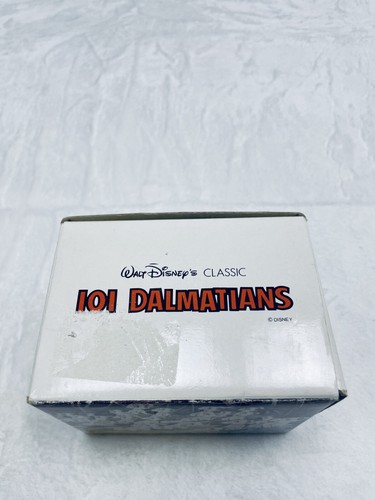 Walt Disney's CLASSIC
101 DALMATIANS
© DISNEY